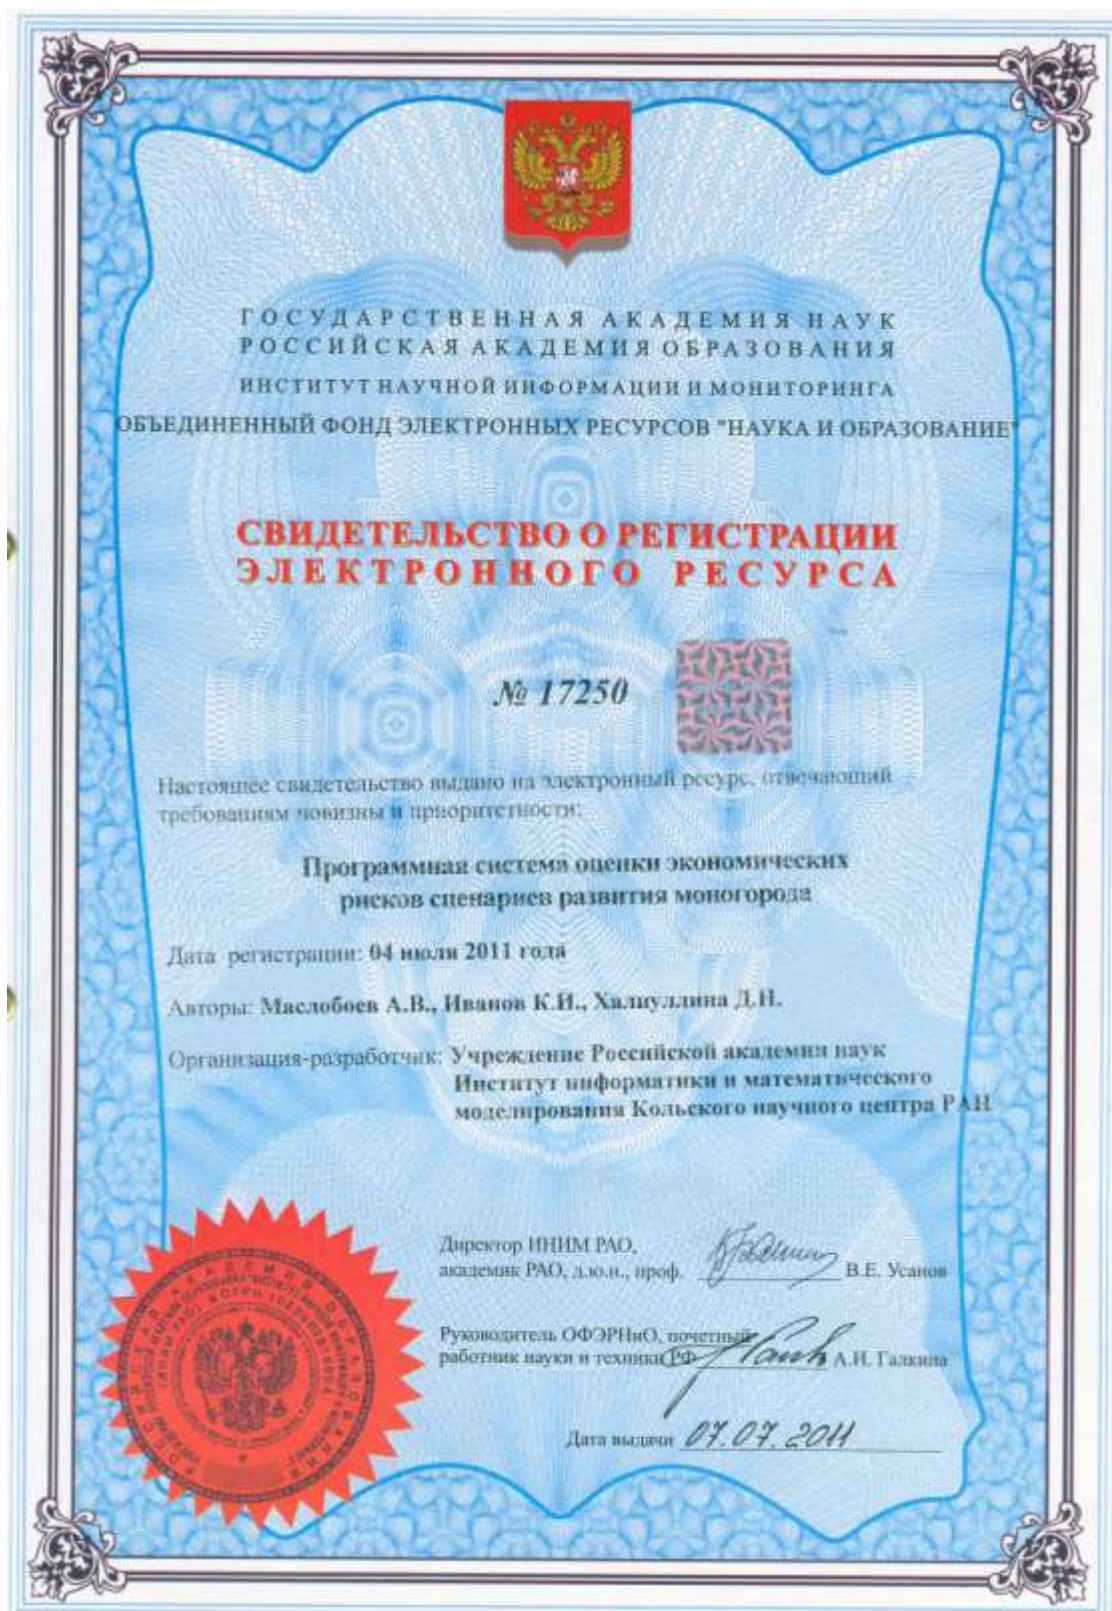 ГОСУДАРСТВЕННАЯ АКАДЕМИЯ НАУК
РОССИЙСКАЯ АКАДЕМИЯ ОБРАЗОВАНИЯ
ИНСТИТУТ НАУЧНОЙ ИНФОРМАЦИИ И МОНИТОРИНГА
ОБЪЕДИНЕННЫЙ ФОНД ЭЛЕКТРОННЫХ РЕСУРСОВ "НАУКА И ОБРАЗОВАНИЕ"
СВИДЕТЕЛЬСТВО О РЕГИСТРАЦИИ
ЭЛЕКТРОННОГО РЕСУРСА
№ 17250
Настоящее свидетельство выдано на электронный ресурс, отвечающий
требованиям новизны и приоритетности:
Программная система оценки экономических
рисков сценариев развития моногорода
Дата регистрации: 04 июля 2011 года
Авторы: Маслобоев А.В., Иванов К.И., Халиуллина Д.Н.
Организация-разработчик: Учреждение Российской академии наук
Институт информатики и математического
моделирования Кольского научного центра РАН
Директор ИНИМ РАО,
академик РАО, д.ю.н., проф. В.Е. Усанов
Руководитель ОФЭРНиО, почетный
работник науки и техники РФ А.И. Галкина
Дата выдачи 07.07.2011
РОССИЙСКАЯ АКАДЕМИЯ ОБРАЗОВАНИЯ